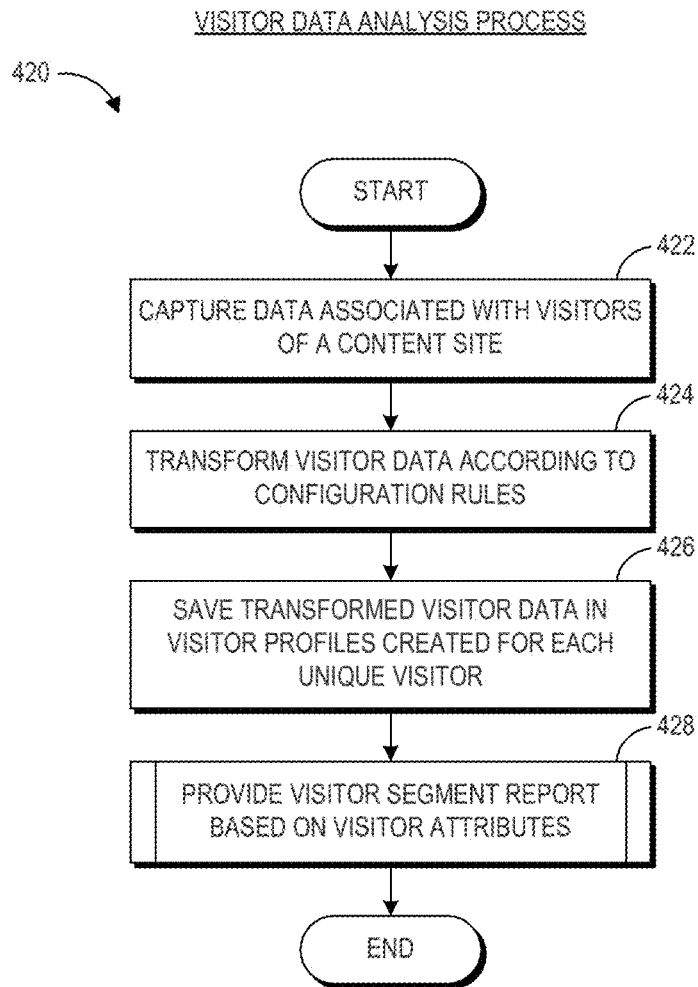 VISITOR DATA ANALYSIS PROCESS
420
START
422
CAPTURE DATA ASSOCIATED WITH VISITORS
OF A CONTENT SITE
424
TRANSFORM VISITOR DATA ACCORDING TO
CONFIGURATION RULES
426
SAVE TRANSFORMED VISITOR DATA IN
VISITOR PROFILES CREATED FOR EACH
UNIQUE VISITOR
428
PROVIDE VISITOR SEGMENT REPORT
BASED ON VISITOR ATTRIBUTES
END